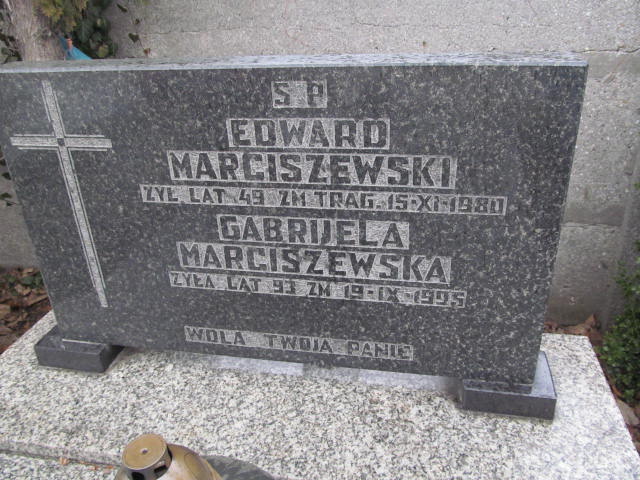 S P
EDWARD
MARCISZEWSKI
ŻYŁ LAT 49 ZM TRAG. 15-XI-1980
GABRIJELA
MARCISZEWSKA
ŻYŁA LAT 93 ZM 19-IX-1995
WOLA TWOJA PANIE